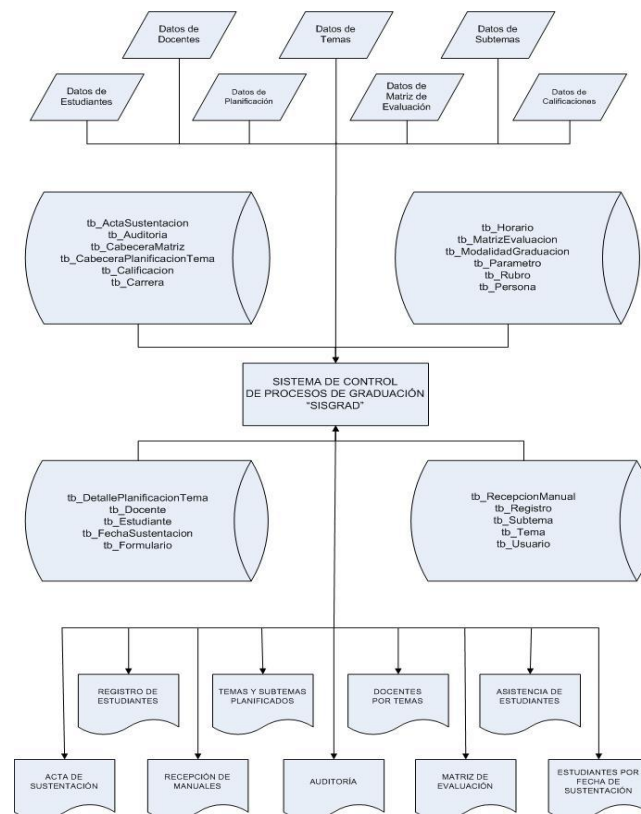 Datos de
Docentes
Datos de
Temas
Datos de
Subtemas
Datos de
Estudiantes
Datos de
Planificación
Datos de
Matriz de
Evaluación
Datos de
Calificaciones
tb_ActaSustentacion
tb_Auditoria
tb_CabeceraMatriz
tb_CabeceraPlanificacionTema
tb_Calificacion
tb_Carrera
tb_Horario
tb_MatrizEvaluacion
tb_ModalidadGraduacion
tb_Parametro
tb_Rubro
tb_Persona
SISTEMA DE CONTROL
DE PROCESOS DE GRADUACIÓN
“SISGRAD”
tb_DetallePlanificacionTema
tb_Docente
tb_Estudiante
tb_FechaSustentacion
tb_Formulario
tb_RecepcionManual
tb_Registro
tb_Subtema
tb_Tema
tb_Usuario
REGISTRO DE
ESTUDIANTES
TEMAS Y SUBTEMAS
PLANIFICADOS
DOCENTES
POR TEMAS
ASISTENCIA DE
ESTUDIANTES
ACTA DE
SUSTENTACIÓN
RECEPCIÓN DE
MANUALES
AUDITORÍA
MATRIZ DE
EVALUACIÓN
ESTUDIANTES POR
FECHA DE
SUSTENTACIÓN